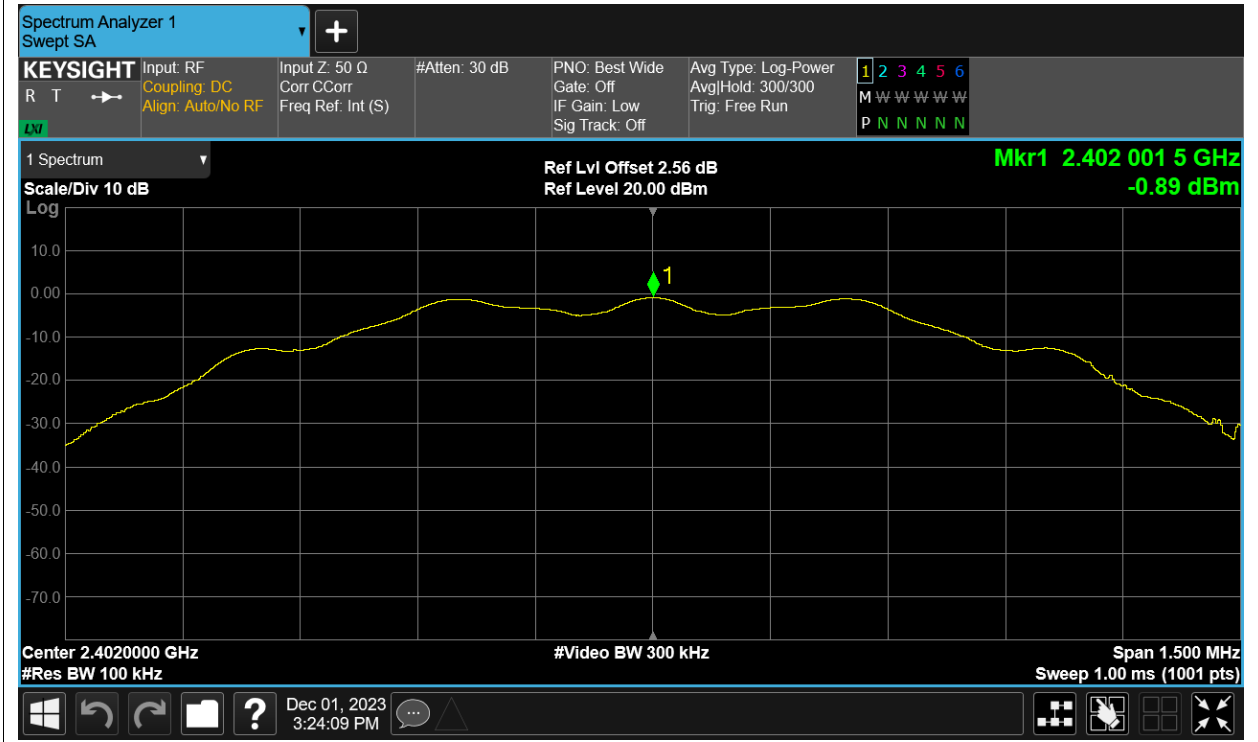 Spectrum Analyzer 1
Swept SA
+
KEYSIGHT
R T
LXI
Input: RF
Coupling: DC
Align: Auto/No RF
Input Z: 50 Ω
Corr CCorr
Freq Ref: Int (S)
#Atten: 30 dB
PNO: Best Wide
Gate: Off
IF Gain: Low
Sig Track: Off
Avg Type: Log-Power
Avg|Hold: 300/300
Trig: Free Run
1 2 3 4 5 6
M W W W W W
P N N N N N
1 Spectrum
Scale/Div 10 dB
Log
Ref Lvl Offset 2.56 dB
Ref Level 20.00 dBm
Mkr1 2.402 001 5 GHz
-0.89 dBm
10.0
0.00
-10.0
-20.0
-30.0
-40.0
-50.0
-60.0
-70.0
1
Center 2.4020000 GHz
#Res BW 100 kHz
#Video BW 300 kHz
Span 1.500 MHz
Sweep 1.00 ms (1001 pts)
?
Dec 01, 2023
3:24:09 PM